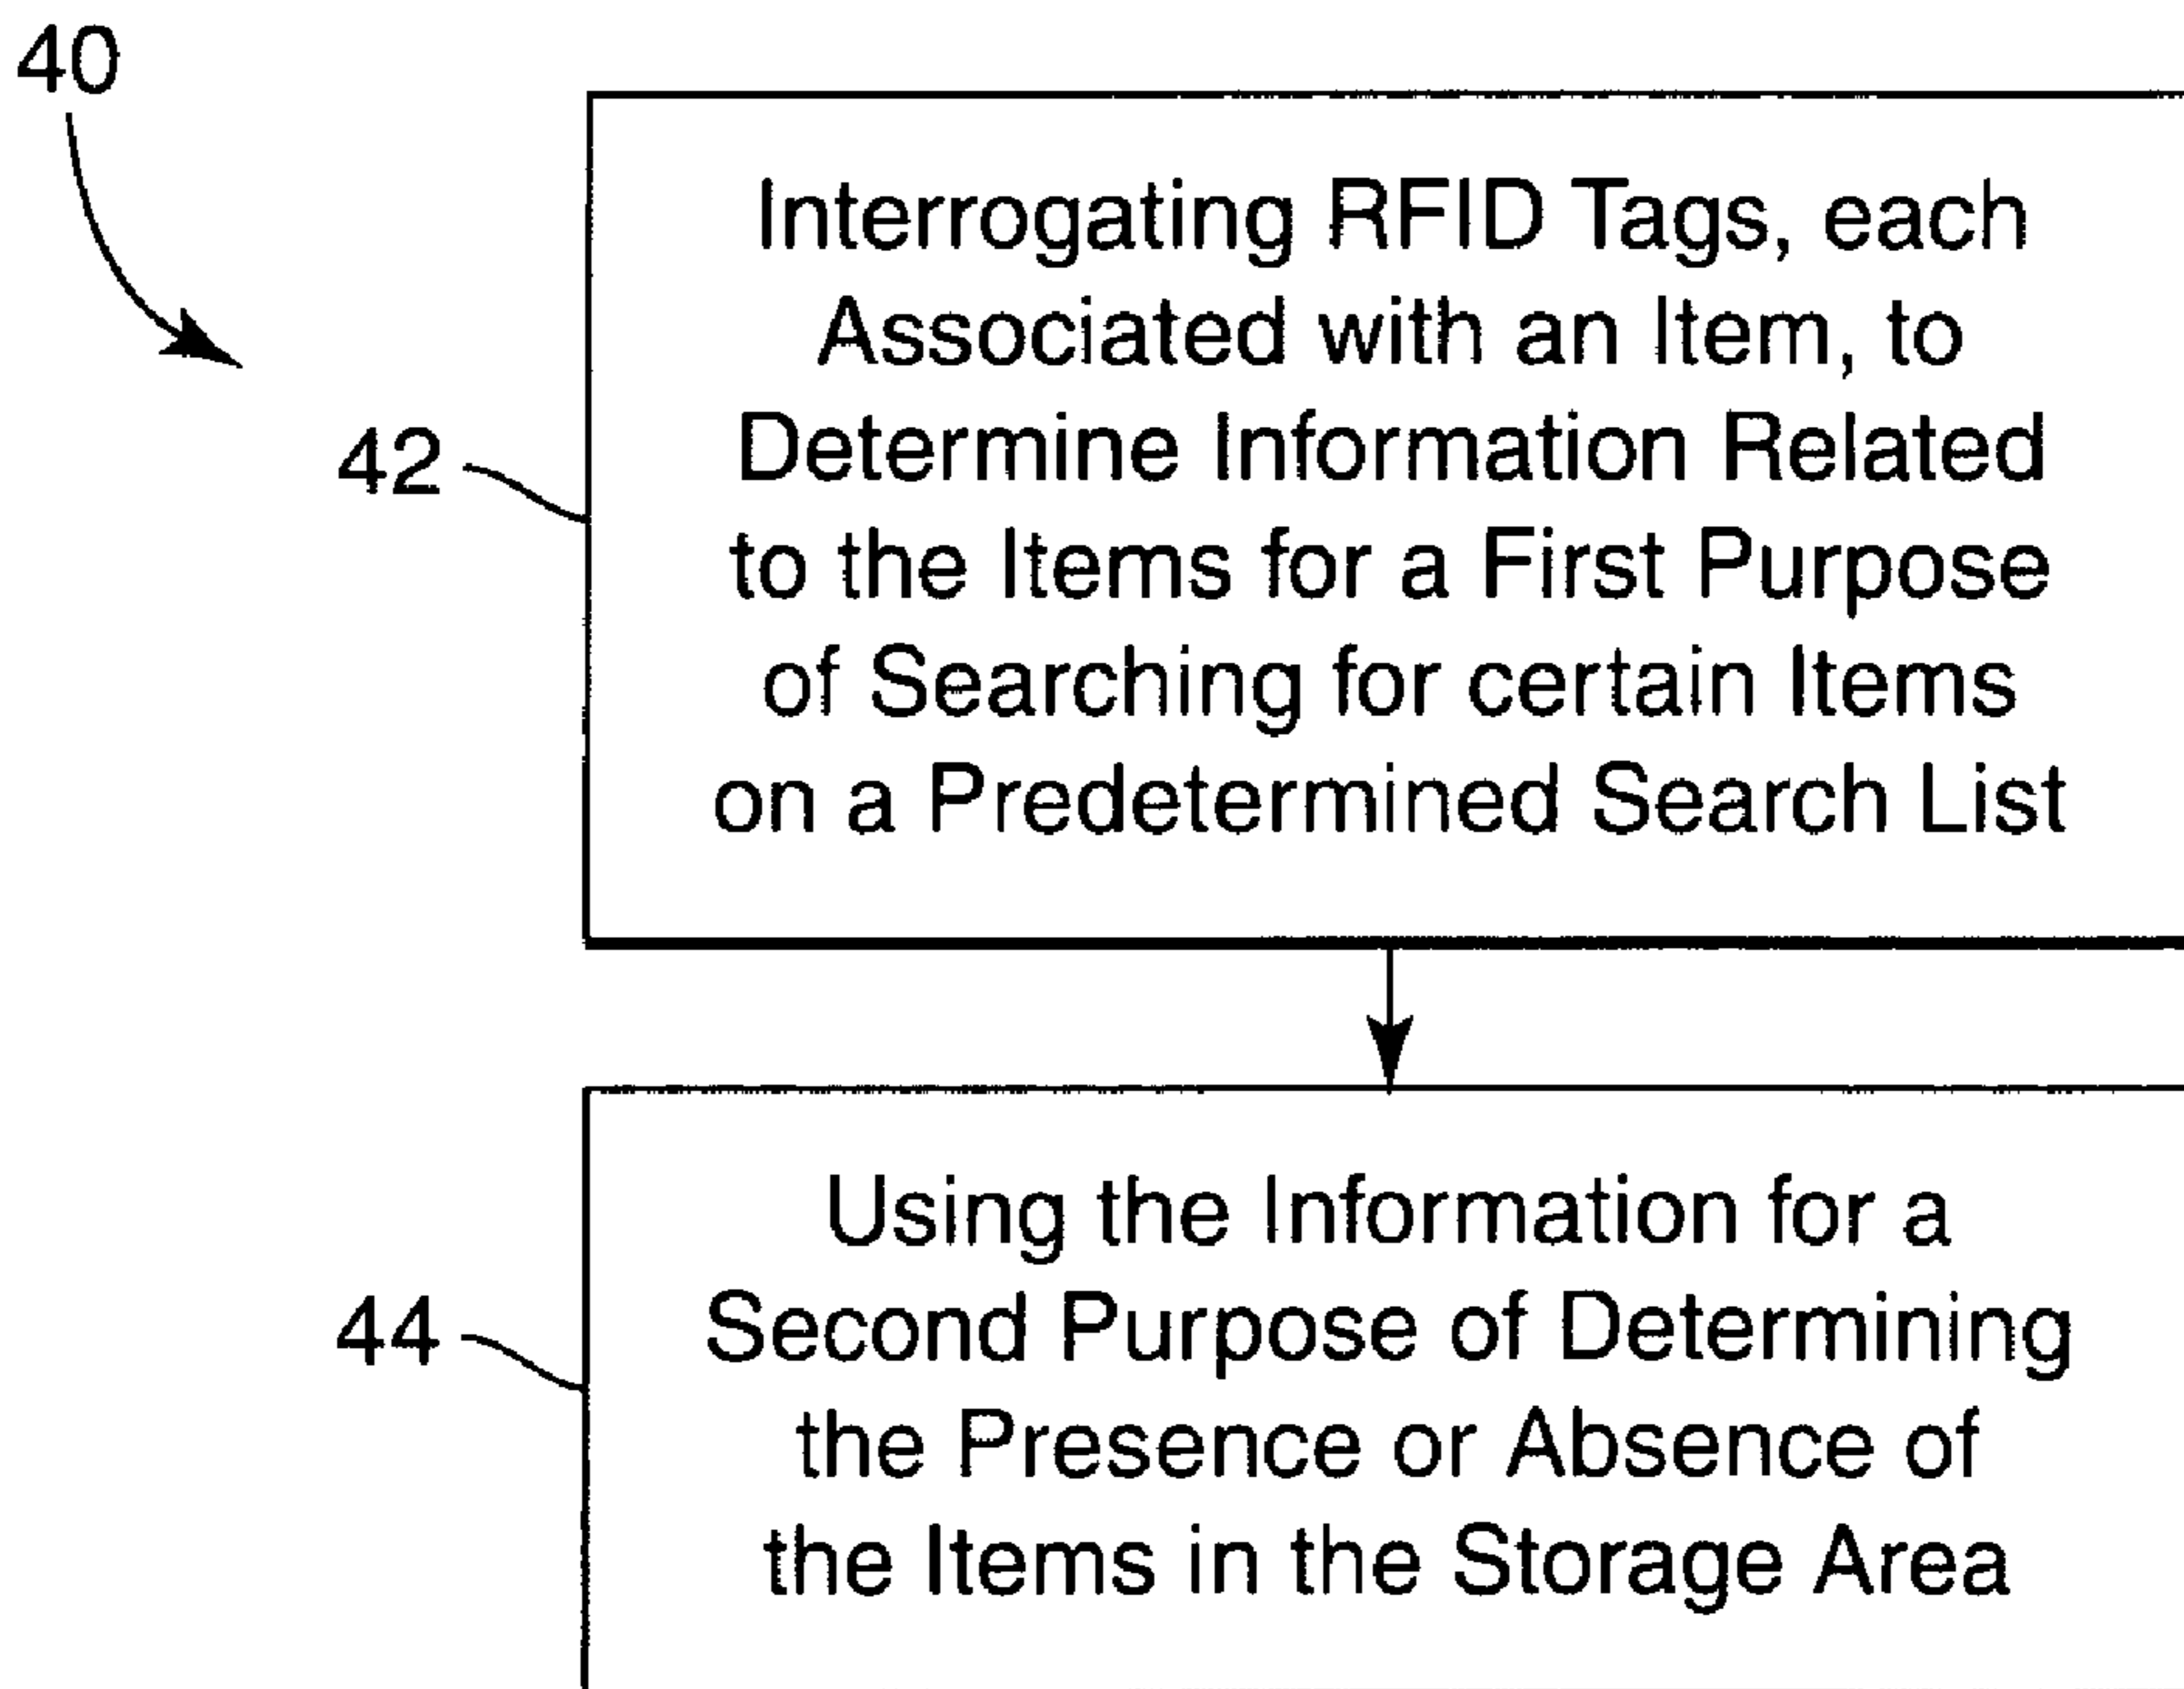 40
42
Interrogating RFID Tags, each
Associated with an Item, to
Determine Information Related
to the Items for a First Purpose
of Searching for certain Items
on a Predetermined Search List
44
Using the Information for a
Second Purpose of Determining
the Presence or Absence of
the Items in the Storage Area